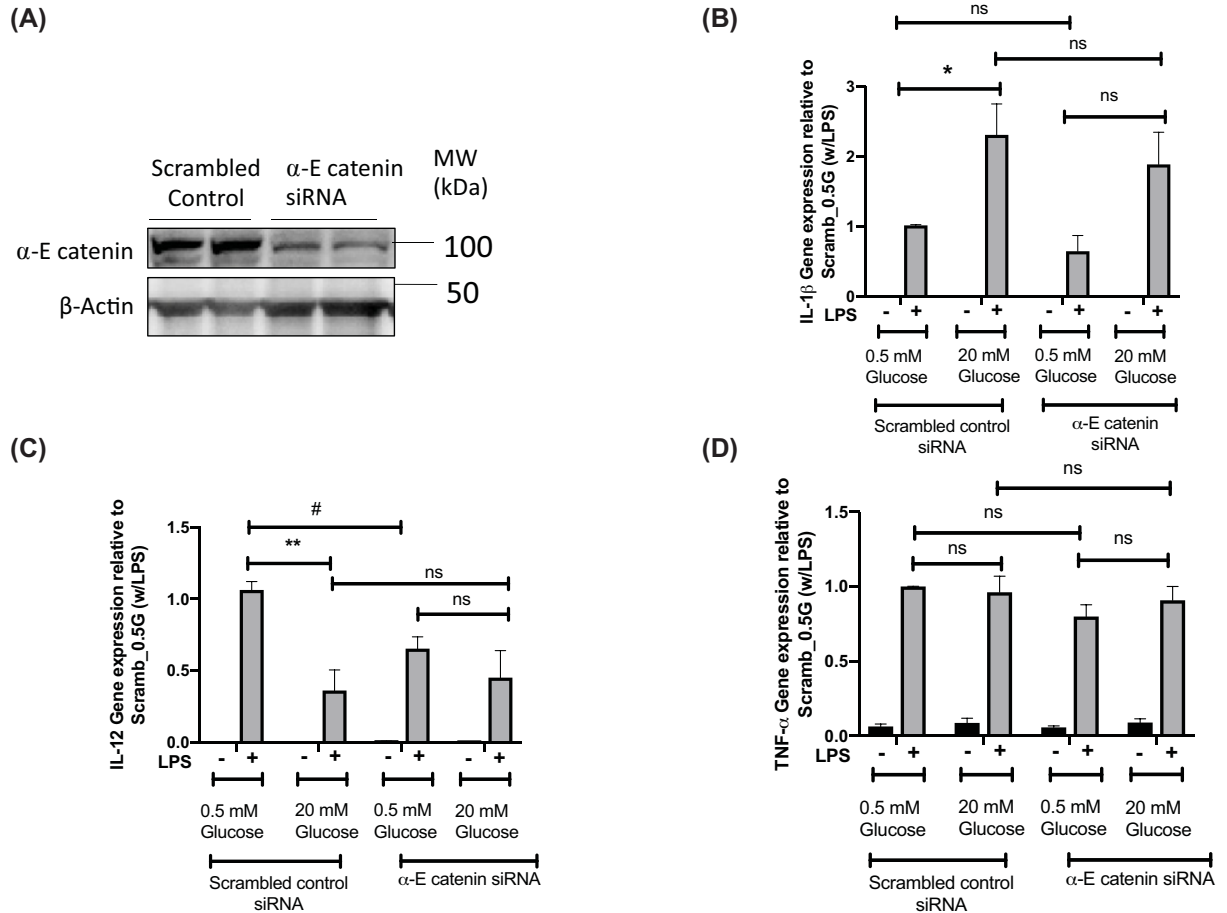 (A)
Scrambled
Control
α-E catenin
siRNA
MW
(kDa)
α-E catenin
100
β-Actin
50
(B)
ns
ns
*
ns
IL-1β Gene expression relative to
Scramb_0.5G (w/LPS)
3
2
1
0
LPS
- + - + - + - +
0.5 mM
Glucose
20 mM
Glucose
0.5 mM
Glucose
20 mM
Glucose
Scrambled control
siRNA
α-E catenin
siRNA
(C)
#
**
ns
ns
IL-12 Gene expression relative to
Scramb_0.5G (w/LPS)
1.5
1.0
0.5
0.0
LPS
- + - + - + - +
0.5 mM
Glucose
20 mM
Glucose
0.5 mM
Glucose
20 mM
Glucose
Scrambled control
siRNA
α-E catenin siRNA
(D)
ns
ns
ns
ns
TNF-α Gene expression relative to
Scramb_0.5G (w/LPS)
1.5
1.0
0.5
0.0
LPS
- + - + - + - +
0.5 mM
Glucose
20 mM
Glucose
0.5 mM
Glucose
20 mM
Glucose
Scrambled control
siRNA
α-E catenin siRNA